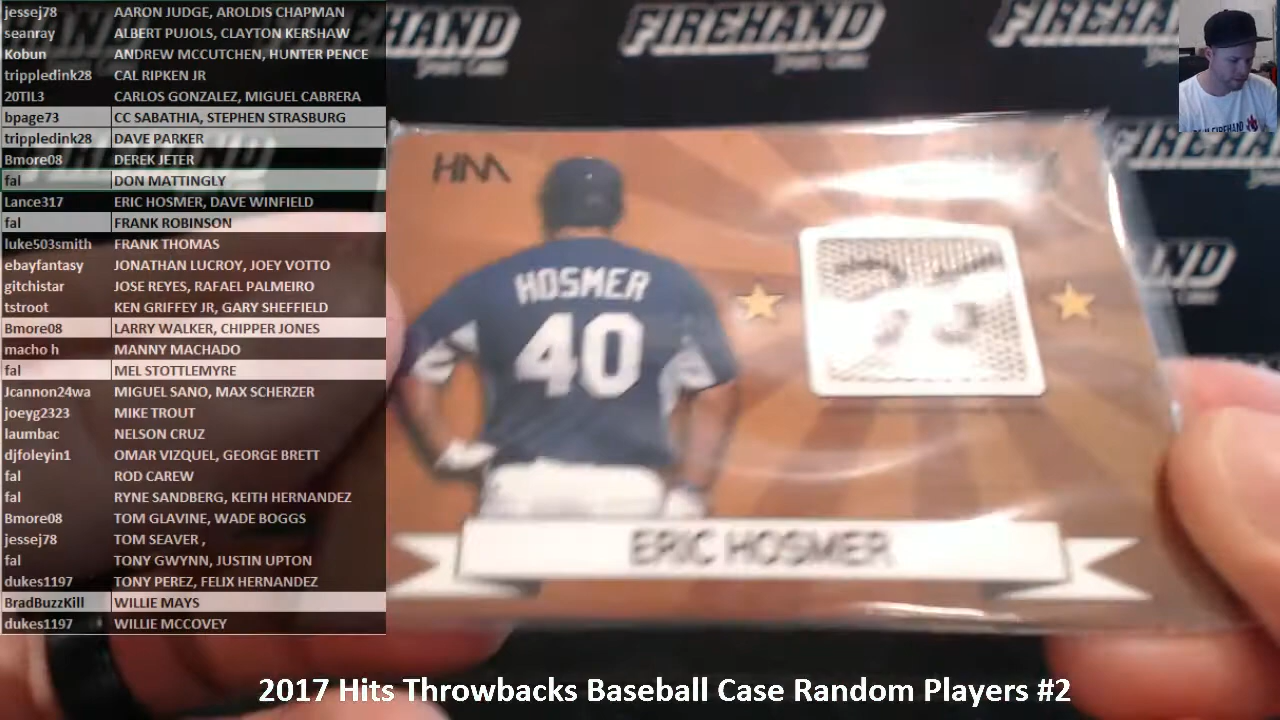 jessej78 AARON JUDGE, AROLDIS CHAPMAN
seanray ALBERT PUJOLS, CLAYTON KERSHAW
Kobun ANDREW MCCUTCHEN, HUNTER PENCE
trippledink28 CAL RIPKEN JR
20TIL3 CARLOS GONZALEZ, MIGUEL CABRERA
bpage73 CC SABATHIA, STEPHEN STRASBURG
trippledink28 DAVE PARKER
Bmore08 DEREK JETER
fal DON MATTINGLY
Lance317 ERIC HOSMER, DAVE WINFIELD
fal FRANK ROBINSON
luke503smith FRANK THOMAS
ebayfantasy JONATHAN LUCROY, JOEY VOTTO
gitchistar JOSE REYES, RAFAEL PALMEIRO
tstroot KEN GRIFFEY JR, GARY SHEFFIELD
Bmore08 LARRY WALKER, CHIPPER JONES
macho h MANNY MACHADO
fal MEL STOTTLEMYRE
Jcannon24wa MIGUEL SANO, MAX SCHERZER
joeyg2323 MIKE TROUT
laumbac NELSON CRUZ
djfoleyin1 OMAR VIZQUEL, GEORGE BRETT
fal ROD CAREW
fal RYNE SANDBERG, KEITH HERNANDEZ
Bmore08 TOM GLAVINE, WADE BOGGS
jessej78 TOM SEAVER ,
fal TONY GWYNN, JUSTIN UPTON
dukes1197 TONY PEREZ, FELIX HERNANDEZ
BradBuzzKill WILLIE MAYS
dukes1197 WILLIE MCCOVEY
FIREHAND
FIREHAND
SPORTS CARDS
HM
HOSMER
40
ERIC HOSMER
2017 Hits Throwbacks Baseball Case Random Players #2